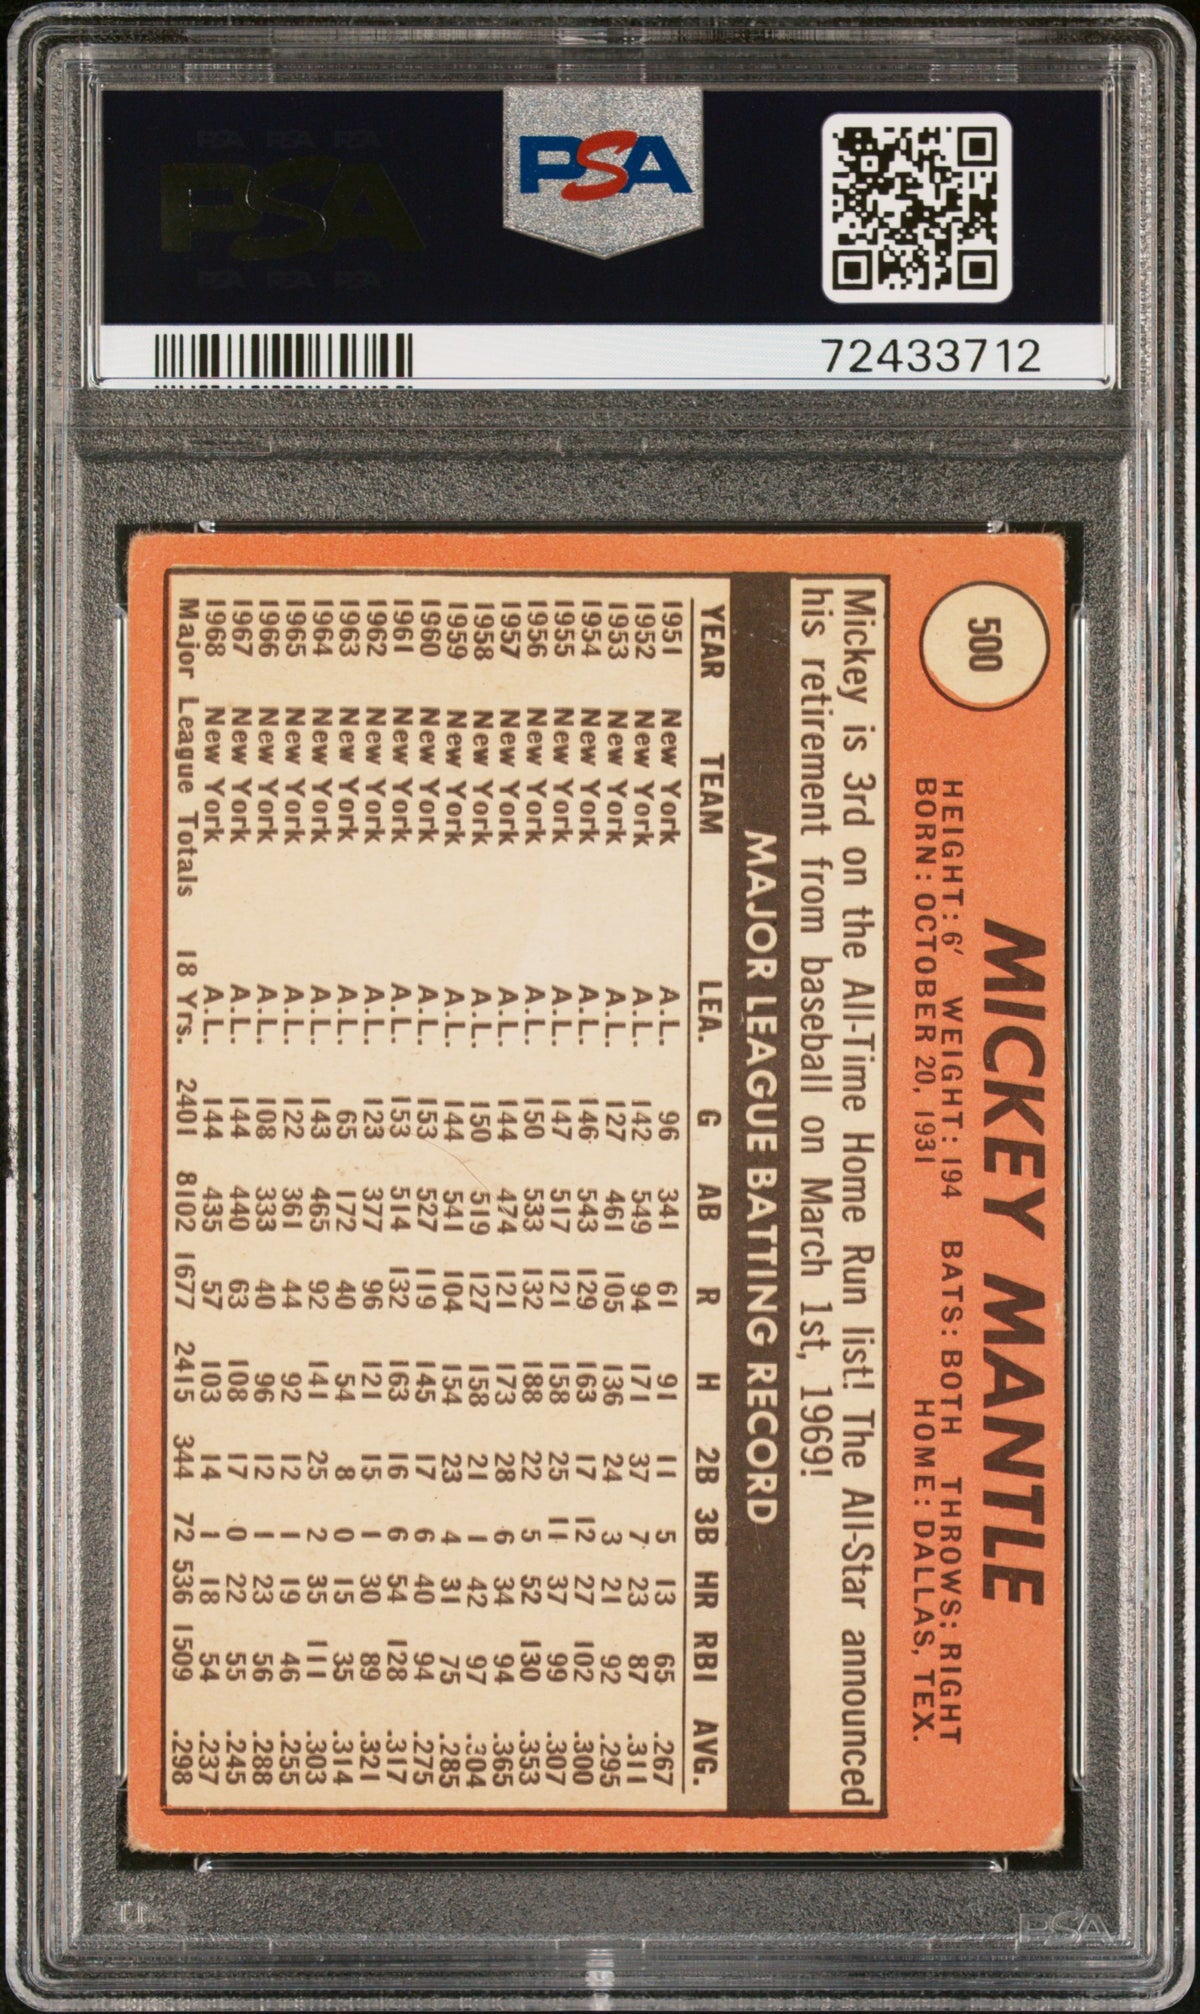 PSA PSA PSA
PSA
PSA PSA PSA
PSA
72433712
500
MICKEY MANTLE
HEIGHT: 6' WEIGHT: 194 BATS: BOTH THROWS: RIGHT
BORN: OCTOBER 20, 1931 HOME: DALLAS, TEX.
Mickey is 3rd on the All-Time Home Run list! The All-Star announced
his retirement from baseball on March 1st, 1969!
MAJOR LEAGUE BATTING RECORD
YEAR TEAM LEA. G AB R H 2B 3B HR RBI AVG.
1951 New York A.L. 96 341 61 91 11 5 13 65 .267
1952 New York A.L. 142 549 94 171 37 7 23 87 .311
1953 New York A.L. 127 461 105 136 24 3 21 92 .295
1954 New York A.L. 146 543 129 163 17 12 27 102 .300
1955 New York A.L. 147 517 121 158 25 11 37 99 .307
1956 New York A.L. 150 533 132 188 22 5 52 130 .353
1957 New York A.L. 144 474 121 173 28 6 34 94 .365
1958 New York A.L. 150 519 127 158 21 1 42 97 .304
1959 New York A.L. 144 541 104 154 23 4 31 75 .285
1960 New York A.L. 153 527 119 145 17 6 40 94 .275
1961 New York A.L. 153 514 132 163 16 6 54 128 .317
1962 New York A.L. 123 377 96 121 15 1 30 89 .321
1963 New York A.L. 65 172 40 54 8 0 15 35 .314
1964 New York A.L. 143 465 92 141 25 2 35 111 .303
1965 New York A.L. 122 361 44 92 12 1 19 46 .255
1966 New York A.L. 108 333 40 96 12 1 23 56 .288
1967 New York A.L. 144 440 63 108 17 0 22 55 .245
1968 New York A.L. 144 435 57 103 14 1 18 54 .237
Major League Totals 18 Yrs. 2401 8102 1677 2415 344 72 536 1509 .298
PSA